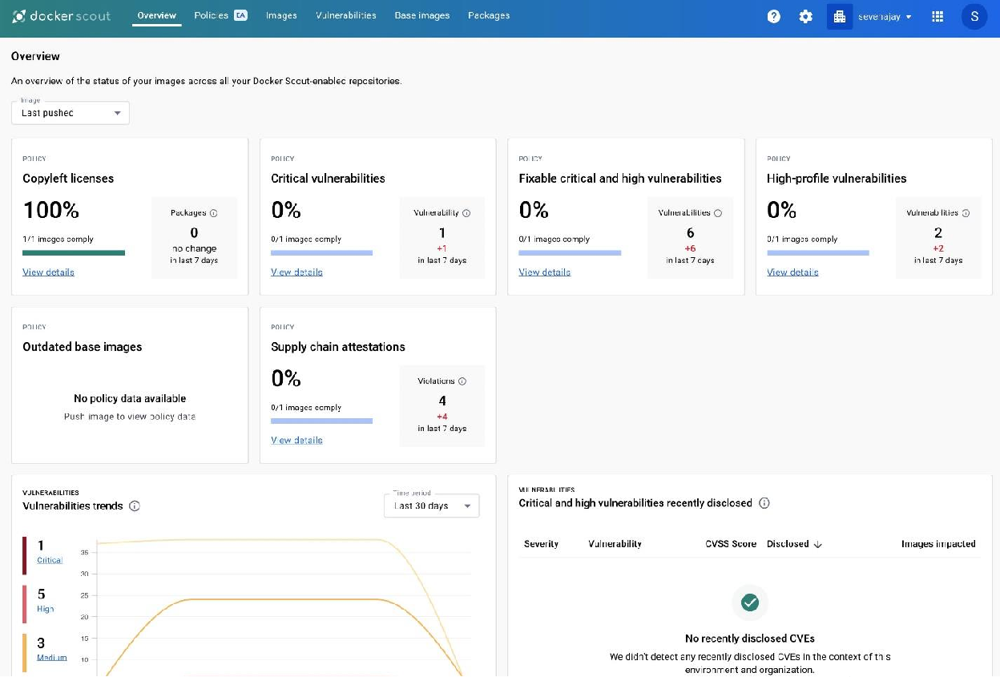 docker scout
Overview
Policies EA
Images
Vulnerabilities
Base images
Packages
?
sevenajay
S
Overview
An overview of the status of your images across all your Docker Scout-enabled repositories.
Image
Last pushed
POLICY
Copyleft licenses
100%
1/1 images comply
View details
Packages
0
no change
in last 7 days
POLICY
Critical vulnerabilities
0%
0/1 images comply
View details
Vulnerability
1
+1
in last 7 days
POLICY
Fixable critical and high vulnerabilities
0%
0/1 images comply
View details
Vulnerabilities
6
+6
in last 7 days
POLICY
High-profile vulnerabilities
0%
0/1 images comply
View details
Vulnerabilities
2
+2
in last 7 days
POLICY
Outdated base images
No policy data available
Push image to view policy data
POLICY
Supply chain attestations
0%
0/1 images comply
View details
Violations
4
+4
in last 7 days
VULNERABILITIES
Vulnerabilities trends
Time period
Last 30 days
1
Critical
5
High
3
Medium
35
30
25
20
15
10
VULNERABILITIES
Critical and high vulnerabilities recently disclosed
Severity
Vulnerability
CVSS Score
Disclosed
Images impacted
No recently disclosed CVEs
We didn't detect any recently disclosed CVEs in the context of this
environment and organization.